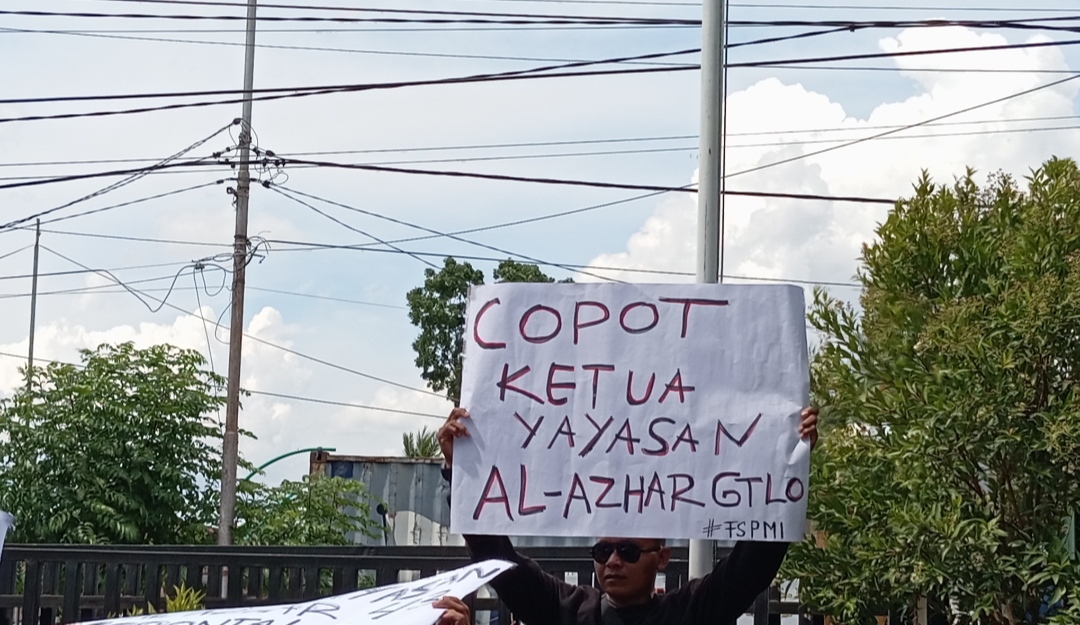 COPOT
KETUA
YAYASAN
AL-AZHAR GTLO
#FSPMI